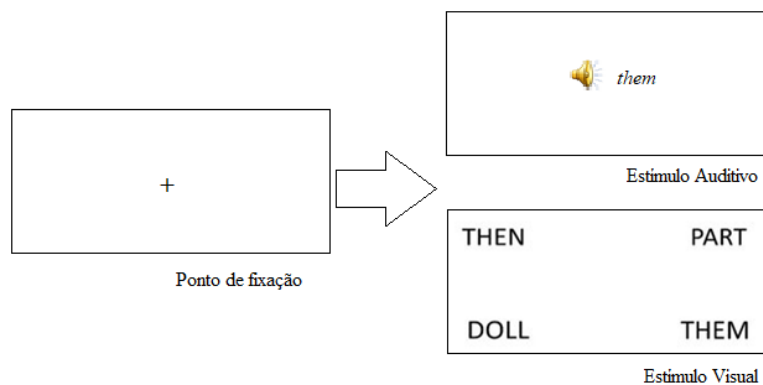 them
Estímulo Auditivo
+
Ponto de fixação
THEN PART
DOLL THEM
Estímulo Visual